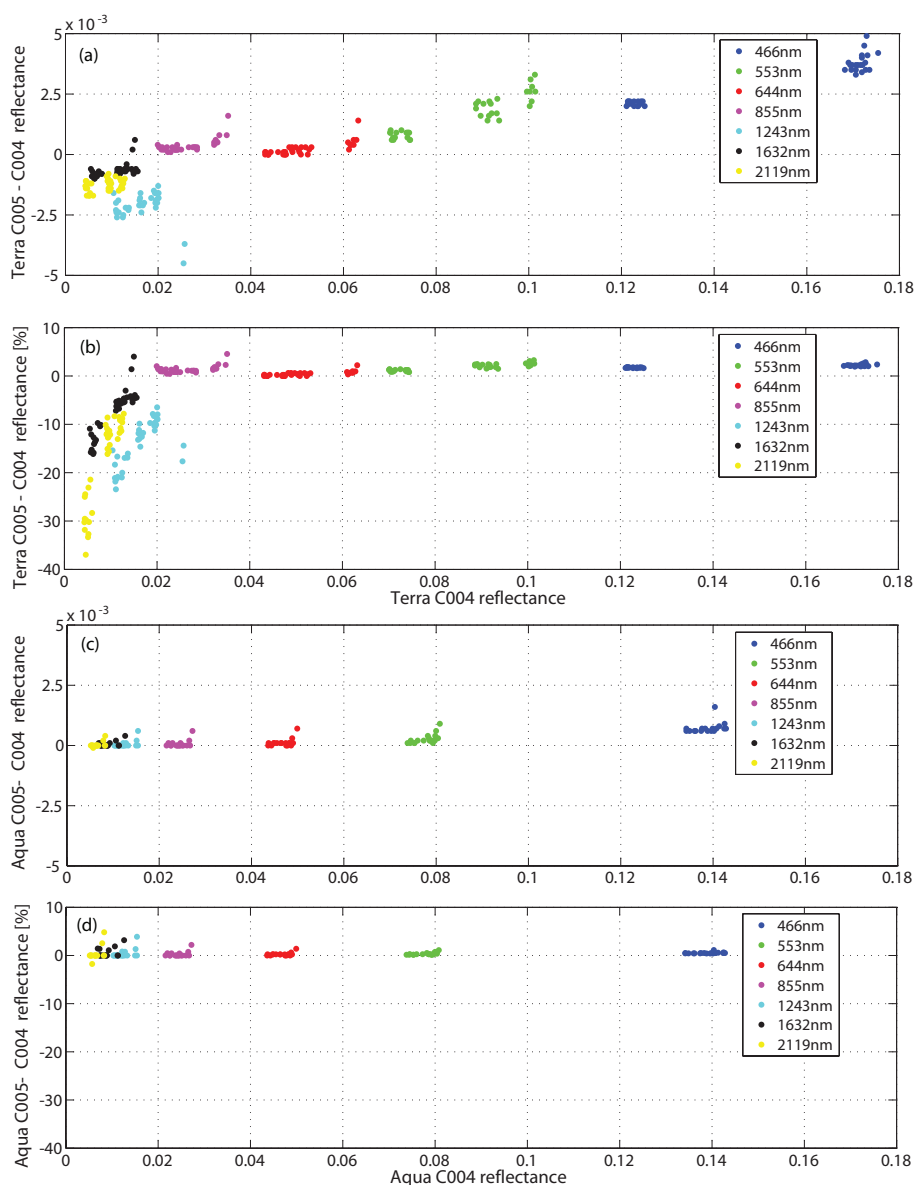 x 10⁻³
5
(a)
466nm
553nm
644nm
855nm
1243nm
1632nm
2119nm
Terra C005 - C004 reflectance
2.5
0
-2.5
-5
0 0.02 0.04 0.06 0.08 0.1 0.12 0.14 0.16 0.18
10
(b)
466nm
553nm
644nm
855nm
1243nm
1632nm
2119nm
Terra C005 - C004 reflectance [%]
0
-10
-20
-30
-40
0 0.02 0.04 0.06 0.08 0.1 0.12 0.14 0.16 0.18
Terra C004 reflectance
x 10⁻³
5
(c)
466nm
553nm
644nm
855nm
1243nm
1632nm
2119nm
Aqua C005- C004 reflectance
2.5
0
-2.5
-5
0 0.02 0.04 0.06 0.08 0.1 0.12 0.14 0.16 0.18
10
(d)
466nm
553nm
644nm
855nm
1243nm
1632nm
2119nm
Aqua C005- C004 reflectance [%]
0
-10
-20
-30
-40
0 0.02 0.04 0.06 0.08 0.1 0.12 0.14 0.16 0.18
Aqua C004 reflectance